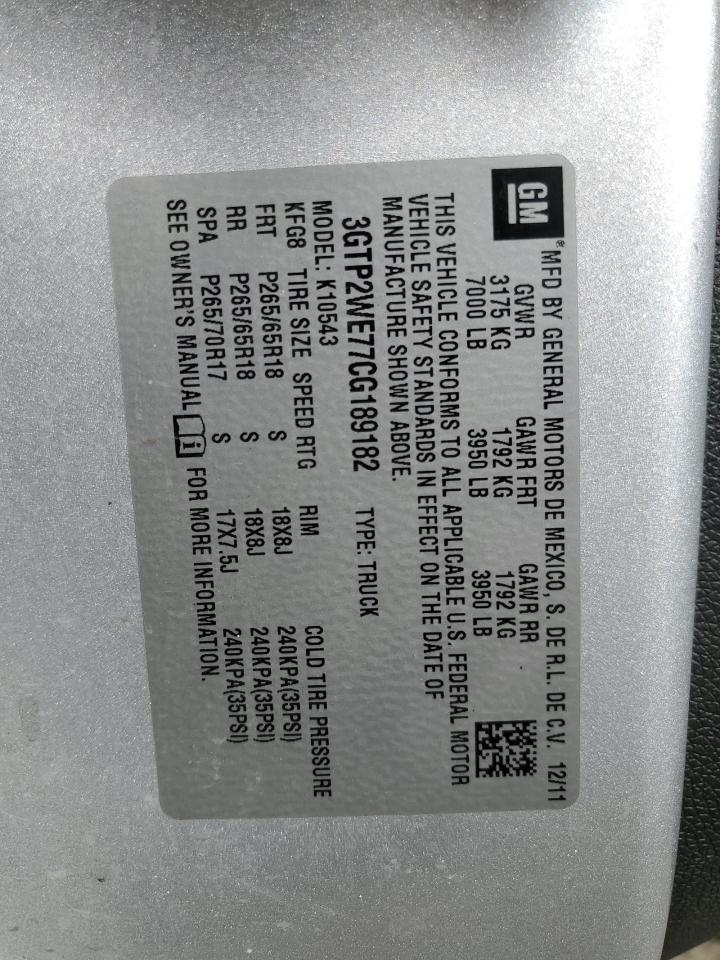 GM
® MFD BY GENERAL MOTORS DE MEXICO, S. DE R.L. DE C.V. 12/11
GVWR GAWR FRT GAWR RR
3175 KG 1792 KG 1792 KG
7000 LB 3950 LB 3950 LB
THIS VEHICLE CONFORMS TO ALL APPLICABLE U.S. FEDERAL MOTOR
VEHICLE SAFETY STANDARDS IN EFFECT ON THE DATE OF
MANUFACTURE SHOWN ABOVE.
3GTP2WE77CG189182 TYPE: TRUCK
MODEL: K10543
KFG8 TIRE SIZE SPEED RTG RIM COLD TIRE PRESSURE
FRT P265/65R18 S 18X8J 240KPA(35PSI)
RR P265/65R18 S 18X8J 240KPA(35PSI)
SPA P265/70R17 S 17X7.5J 240KPA(35PSI)
SEE OWNER'S MANUAL i FOR MORE INFORMATION.